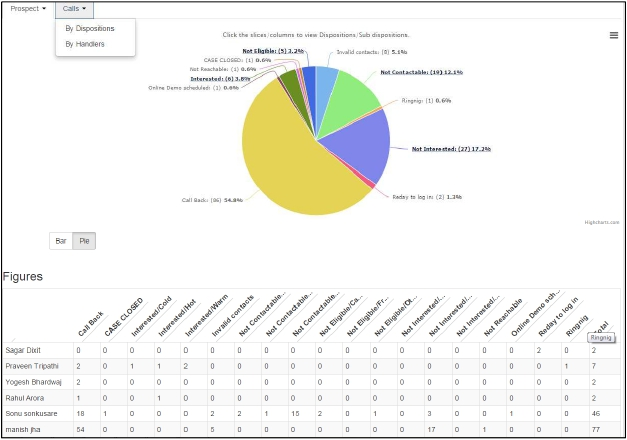 Prospect Calls
By Dispositions
By Handlers
Click the slices/columns to view Dispositions/Sub dispositions.
Not Eligible: (5) 3.2%
Invalid contacts: (8) 5.1%
CASE CLOSED: (1) 0.6%
Not Reachable: (1) 0.6%
Not Contactable: (19) 12.1%
Interested: (6) 3.8%
Online Demo scheduled: (1) 0.6%
Ringnig: (1) 0.6%
Not Interested: (27) 17.2%
Call Back: (86) 54.8%
Reday to log in: (2) 1.3%
Highcharts.com
Bar Pie
Figures
Call Back CASE CLOSED Interested/Cold Interested/Hot Interested/Warm Invalid contacts Not Contactable... Not Contactable... Not Contactable... Not Eligible/Ca... Not Eligible/Fr... Not Eligible/Ot... Not Interested/... Not Interested/... Not Interested/... Not Reachable Online Demo sch... Reday to log in Ringnig
Ringnig
Sagar Dixit 0 0 0 0 0 0 0 0 0 0 0 0 0 0 0 0 0 2 0 2
Praveen Tripathi 2 0 1 1 2 0 0 0 0 0 0 0 0 0 0 0 0 0 1 7
Yogesh Bhardwaj 2 0 0 0 0 0 0 0 0 0 0 0 0 0 0 0 0 0 0 2
Rahul Arora 1 0 0 1 0 0 0 0 0 0 0 0 0 0 0 0 0 0 0 2
Sonu sonkusare 18 1 0 0 0 2 2 1 15 2 0 1 0 3 0 0 1 0 0 46
manish jha 54 0 0 0 0 5 0 0 0 0 0 0 0 17 0 1 0 0 0 77